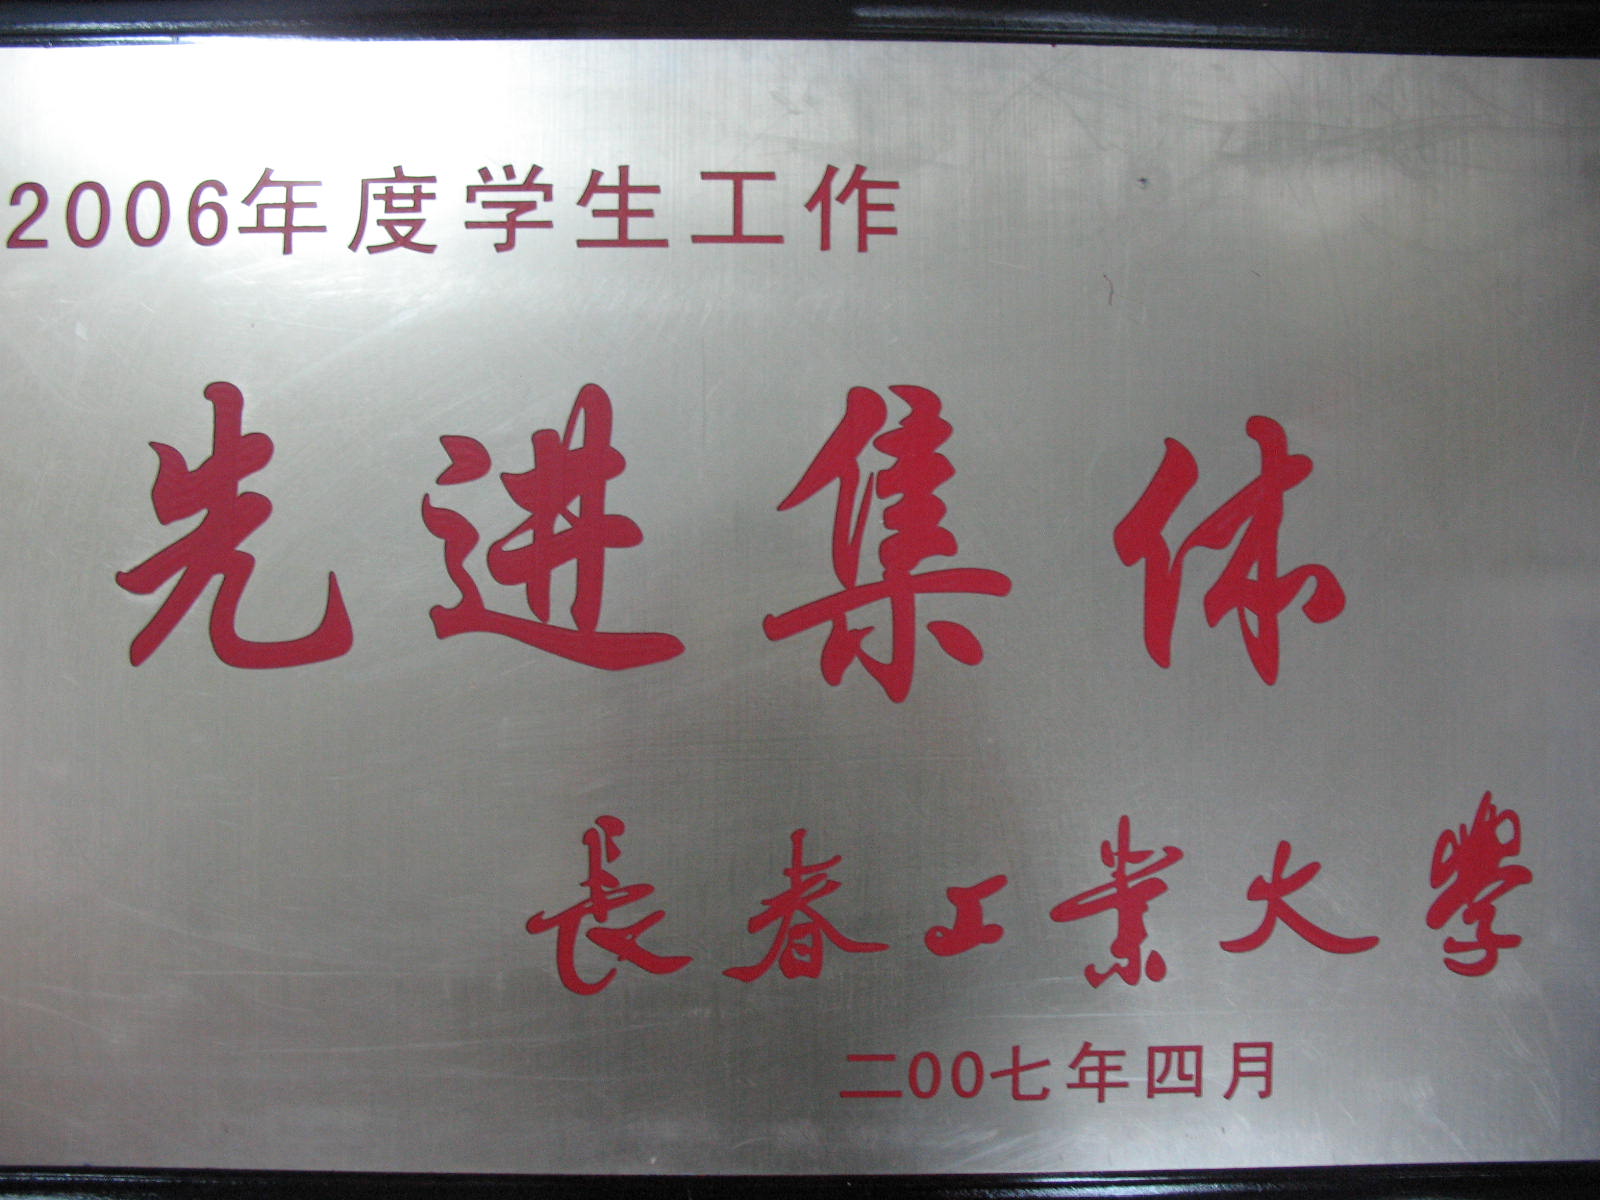 2006年度学生工作
先进集体
長春工业大學
二00七年四月